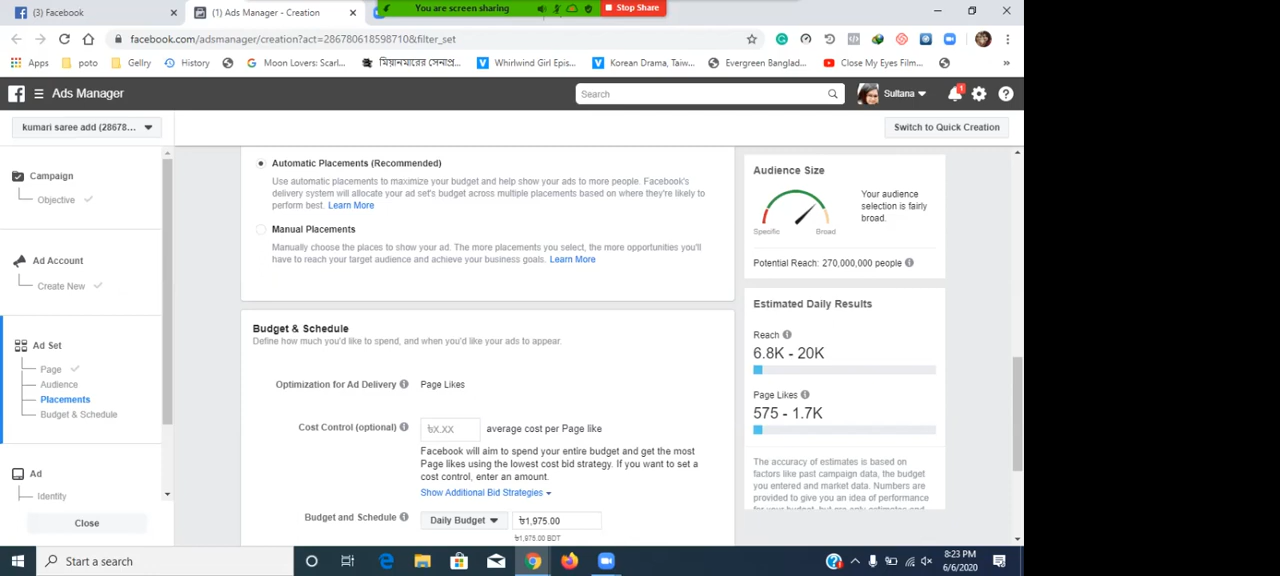 (3) Facebook
(1) Ads Manager - Creation
You are screen sharing
Stop Share
facebook.com/adsmanager/creation?act=286780618598710&filter_set
Apps
poto
Gellry
History
Moon Lovers: Scarl...
মিয়ানমারের সেনাপ্র...
Whirlwind Girl Epis...
Korean Drama, Taiw...
Evergreen Banglad...
Close My Eyes Film...
Ads Manager
Search
Sultana
1
kumari saree add (28678...
Switch to Quick Creation
Campaign
Objective
Ad Account
Create New
Ad Set
Page
Audience
Placements
Budget & Schedule
Ad
Identity
Close
Automatic Placements (Recommended)
Use automatic placements to maximize your budget and help show your ads to more people. Facebook's
delivery system will allocate your ad set's budget across multiple placements based on where they're likely to
perform best. Learn More
Manual Placements
Manually choose the places to show your ad. The more placements you select, the more opportunities you'll
have to reach your target audience and achieve your business goals. Learn More
Budget & Schedule
Define how much you'd like to spend, and when you'd like your ads to appear.
Optimization for Ad Delivery
Page Likes
Cost Control (optional)
৳X.XX
average cost per Page like
Facebook will aim to spend your entire budget and get the most
Page likes using the lowest cost bid strategy. If you want to set a
cost control, enter an amount.
Show Additional Bid Strategies
Budget and Schedule
Daily Budget
৳1,975.00
৳1,975.00 BDT
Audience Size
Your audience
selection is fairly
broad.
Specific
Broad
Potential Reach: 270,000,000 people
Estimated Daily Results
Reach
6.8K - 20K
Page Likes
575 - 1.7K
The accuracy of estimates is based on
factors like past campaign data, the budget
you entered and market data. Numbers are
provided to give you an idea of performance
Start a search
8:23 PM
6/6/2020